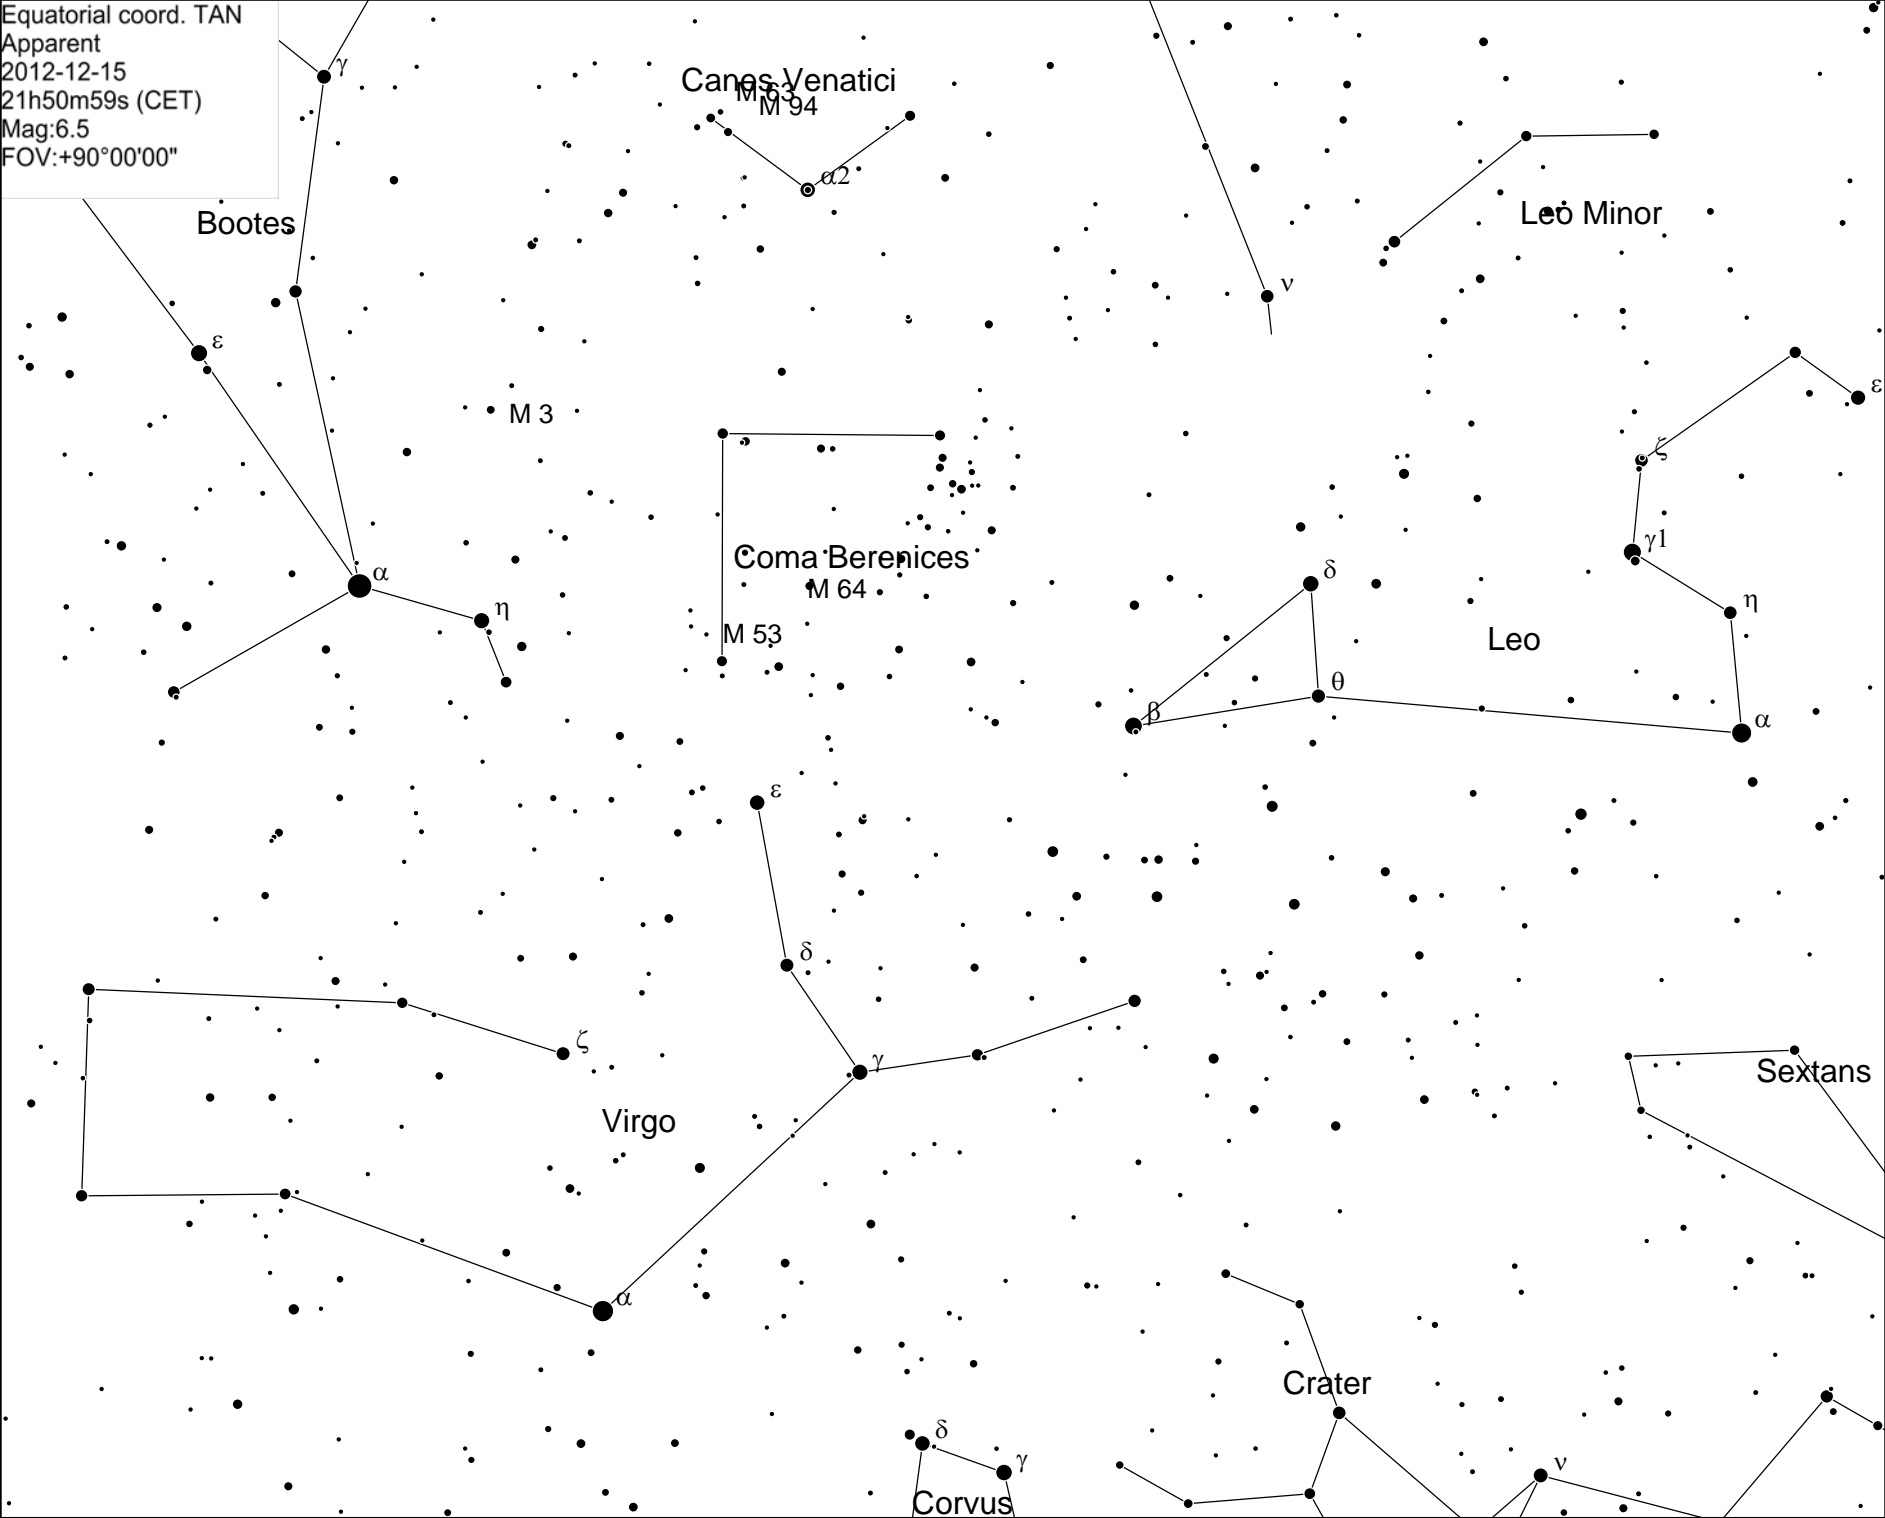 Equatorial coord. TAN
Apparent
2012-12-15
21h50m59s (CET)
Mag:6.5
FOV:+90°00'00"
γ
Canes Venatici
M 63
M 94
α2
Bootes
Leo Minor
ν
ε
ε
M 3
ζ
γ1
Coma Berenices
α
δ
M 64
η
η
M 53
Leo
θ
β
α
ε
δ
ζ
γ
Sextans
Virgo
α
Crater
δ
γ
ν
Corvus